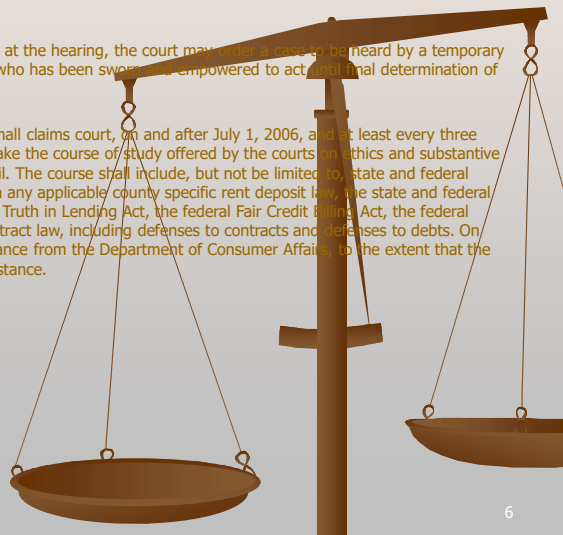 at the hearing, the court may order a case to be heard by a temporary
who has been sworn and empowered to act until final determination of
mall claims court, on and after July 1, 2006, and at least every three
ake the course of study offered by the courts on ethics and substantive
il. The course shall include, but not be limited to, state and federal
any applicable county specific rent deposit law, the state and federal
Truth in Lending Act, the federal Fair Credit Billing Act, the federal
tract law, including defenses to contracts and defenses to debts. On
ance from the Department of Consumer Affairs, to the extent that the
stance.
6